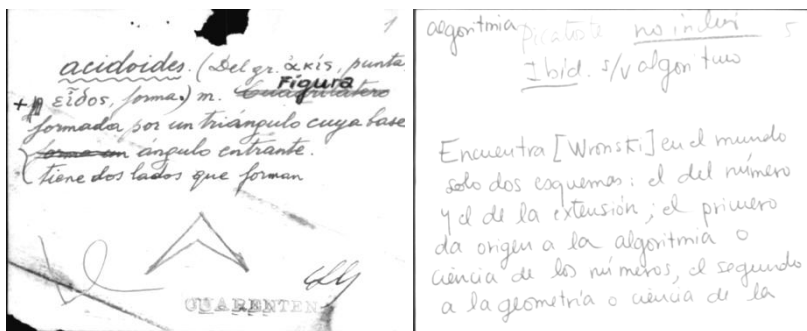 1
acidoides. (Del gr. ἀκίς, punta
+ εἶδος, forma.) m. Cuadrilátero Figura
formada por un triángulo cuya base
forma un angulo entrante.
tiene dos lados que forman
CUARENTEN
algoritmia Picatoste no incluí 5
Ibid. s/v algoritmo
Encuentra [Wronski] en el mundo
solo dos esquemas: el del número
y el de la extensión; el primero
da origen a la algoritmia o
ciencia de los números, el segundo
a la geometría o ciencia de la